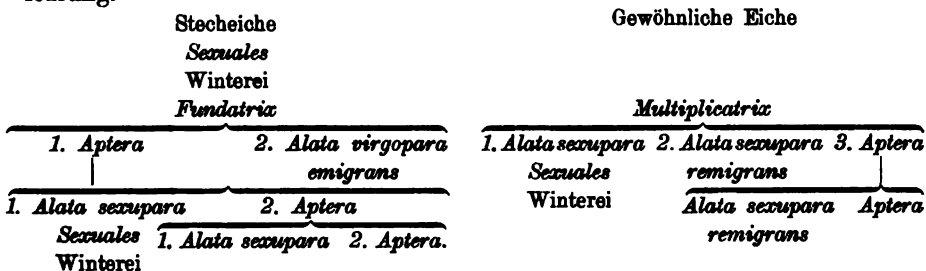 Stecheiche
Sexuales
Winterei
Fundatrix
1. Aptera 2. Alata virgopara
emigrans
1. Alata sexupara 2. Aptera
Sexuales 1. Alata sexupara 2. Aptera.
Winterei
Gewöhnliche Eiche
Multiplicatrix
1. Alata sexupara 2. Alata sexupara 3. Aptera
Sexuales remigrans
Winterei Alata sexupara Aptera
remigrans